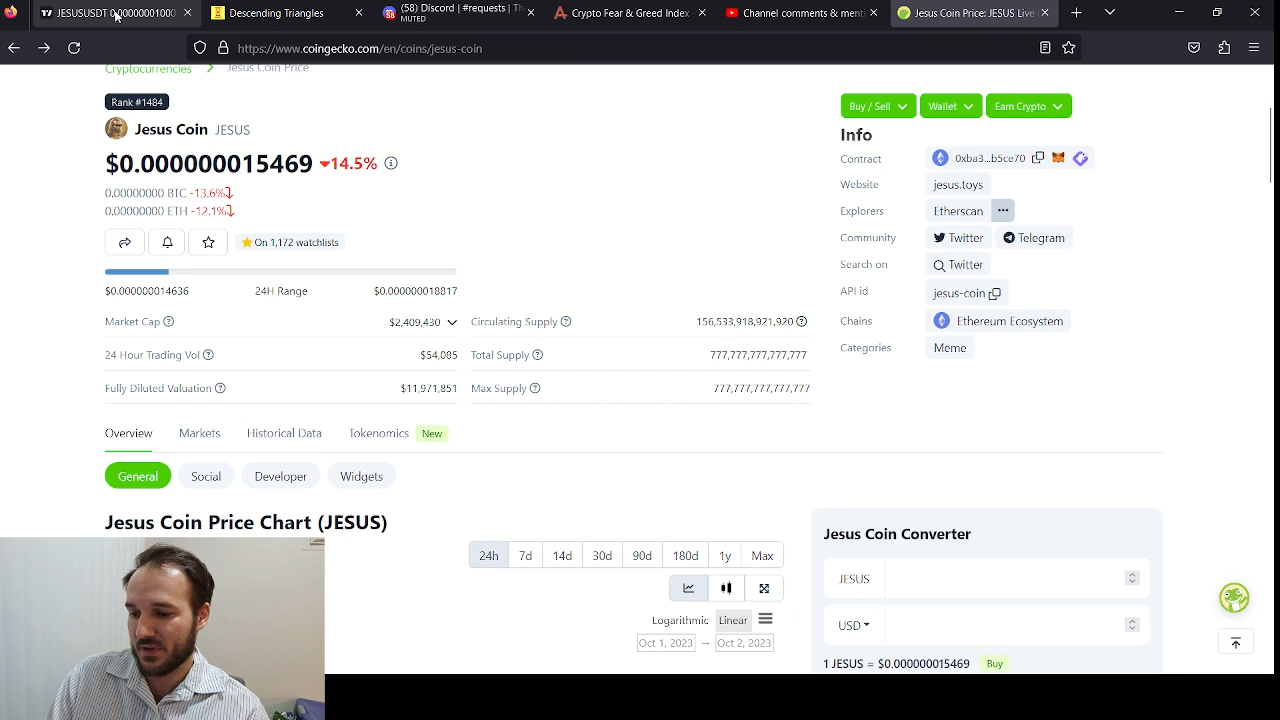 JESUSUSDT 0.00000001000
Descending Triangles
(58) Discord | #requests | Th
MUTED
Crypto Fear & Greed Index -
Channel comments & menti
Jesus Coin Price: JESUS Live
https://www.coingecko.com/en/coins/jesus-coin
Cryptocurrencies > Jesus Coin Price
Rank #1484
Jesus Coin JESUS
$0.000000015469 14.5%
0.00000000 BTC -13.6%
0.00000000 ETH -12.1%
On 1,172 watchlists
$0.000000014636 24H Range $0.000000018817
Market Cap $2,409,430
24 Hour Trading Vol $54,085
Fully Diluted Valuation $11,971,851
Circulating Supply 156,533,918,921,920
Total Supply 777,777,777,777,777
Max Supply 777,777,777,777,777
Buy / Sell Wallet Earn Crypto
Info
Contract 0xba3...b5ce70
Website jesus.toys
Explorers Etherscan
Community Twitter Telegram
Search on Twitter
API id jesus-coin
Chains Ethereum Ecosystem
Categories Meme
Overview Markets Historical Data Tokenomics New
General Social Developer Widgets
Jesus Coin Price Chart (JESUS)
24h 7d 14d 30d 90d 180d 1y Max
Logarithmic Linear
Oct 1, 2023 → Oct 2, 2023
Jesus Coin Converter
JESUS
USD
1 JESUS = $0.000000015469 Buy